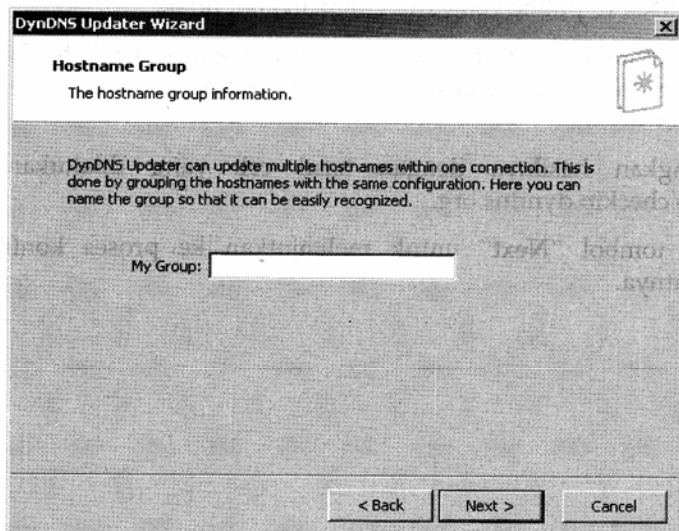 DynDNS Updater Wizard
Hostname Group
The hostname group information.
DynDNS Updater can update multiple hostnames within one connection. This is
done by grouping the hostnames with the same configuration. Here you can
name the group so that it can be easily recognized.
My Group:
< Back Next > Cancel